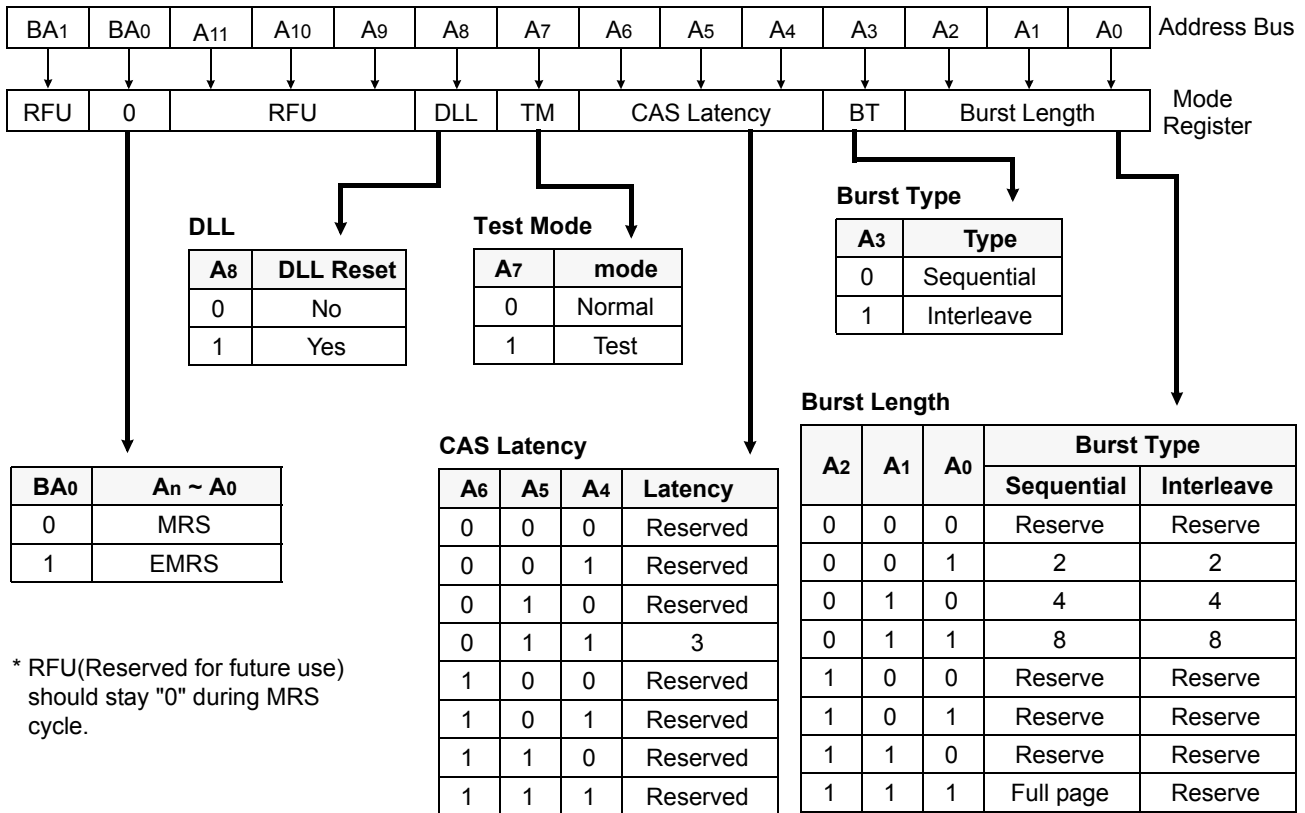 BA1 BA0 A11 A10 A9 A8 A7 A6 A5 A4 A3 A2 A1 A0 Address Bus
RFU 0 RFU DLL TM CAS Latency BT Burst Length Mode Register
DLL
A8 DLL Reset
0 No
1 Yes
Test Mode
A7 mode
0 Normal
1 Test
Burst Type
A3 Type
0 Sequential
1 Interleave
BA0 An ~ A0
0 MRS
1 EMRS
* RFU(Reserved for future use)
should stay "0" during MRS
cycle.
CAS Latency
A6 A5 A4 Latency
0 0 0 Reserved
0 0 1 Reserved
0 1 0 Reserved
0 1 1 3
1 0 0 Reserved
1 0 1 Reserved
1 1 0 Reserved
1 1 1 Reserved
Burst Length
A2 A1 A0 Burst Type
Sequential Interleave
0 0 0 Reserve Reserve
0 0 1 2 2
0 1 0 4 4
0 1 1 8 8
1 0 0 Reserve Reserve
1 0 1 Reserve Reserve
1 1 0 Reserve Reserve
1 1 1 Full page Reserve